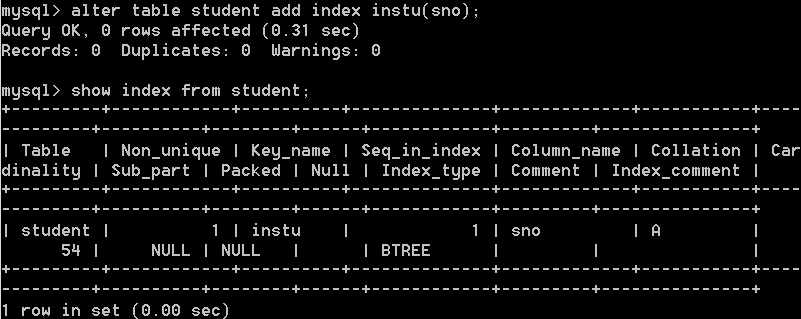 mysql> alter table student add index instu(sno);
Query OK, 0 rows affected (0.31 sec)
Records: 0  Duplicates: 0  Warnings: 0

mysql> show index from student;
+---------+------------+----------+--------------+-------------+-----------+----
---------+----------+--------+------+------------+---------+---------------+
| Table   | Non_unique | Key_name | Seq_in_index | Column_name | Collation | Car
dinality | Sub_part | Packed | Null | Index_type | Comment | Index_comment |
+---------+------------+----------+--------------+-------------+-----------+----
---------+----------+--------+------+------------+---------+---------------+
| student |          1 | instu    |            1 | sno         | A         |
      54 |     NULL | NULL   |      | BTREE      |         |               |
+---------+------------+----------+--------------+-------------+-----------+----
---------+----------+--------+------+------------+---------+---------------+
1 row in set (0.00 sec)